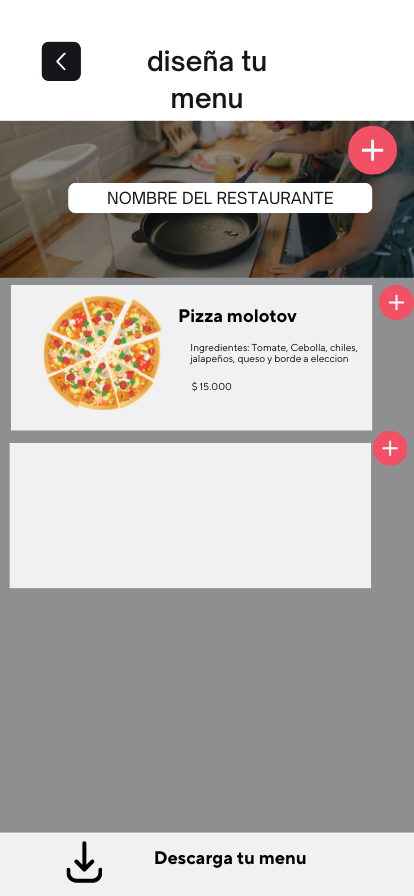 diseña tu
menu
NOMBRE DEL RESTAURANTE
Pizza molotov
Ingredientes: Tomate, Cebolla, chiles,
jalapeños, queso y borde a eleccion
$ 15.000
Descarga tu menu